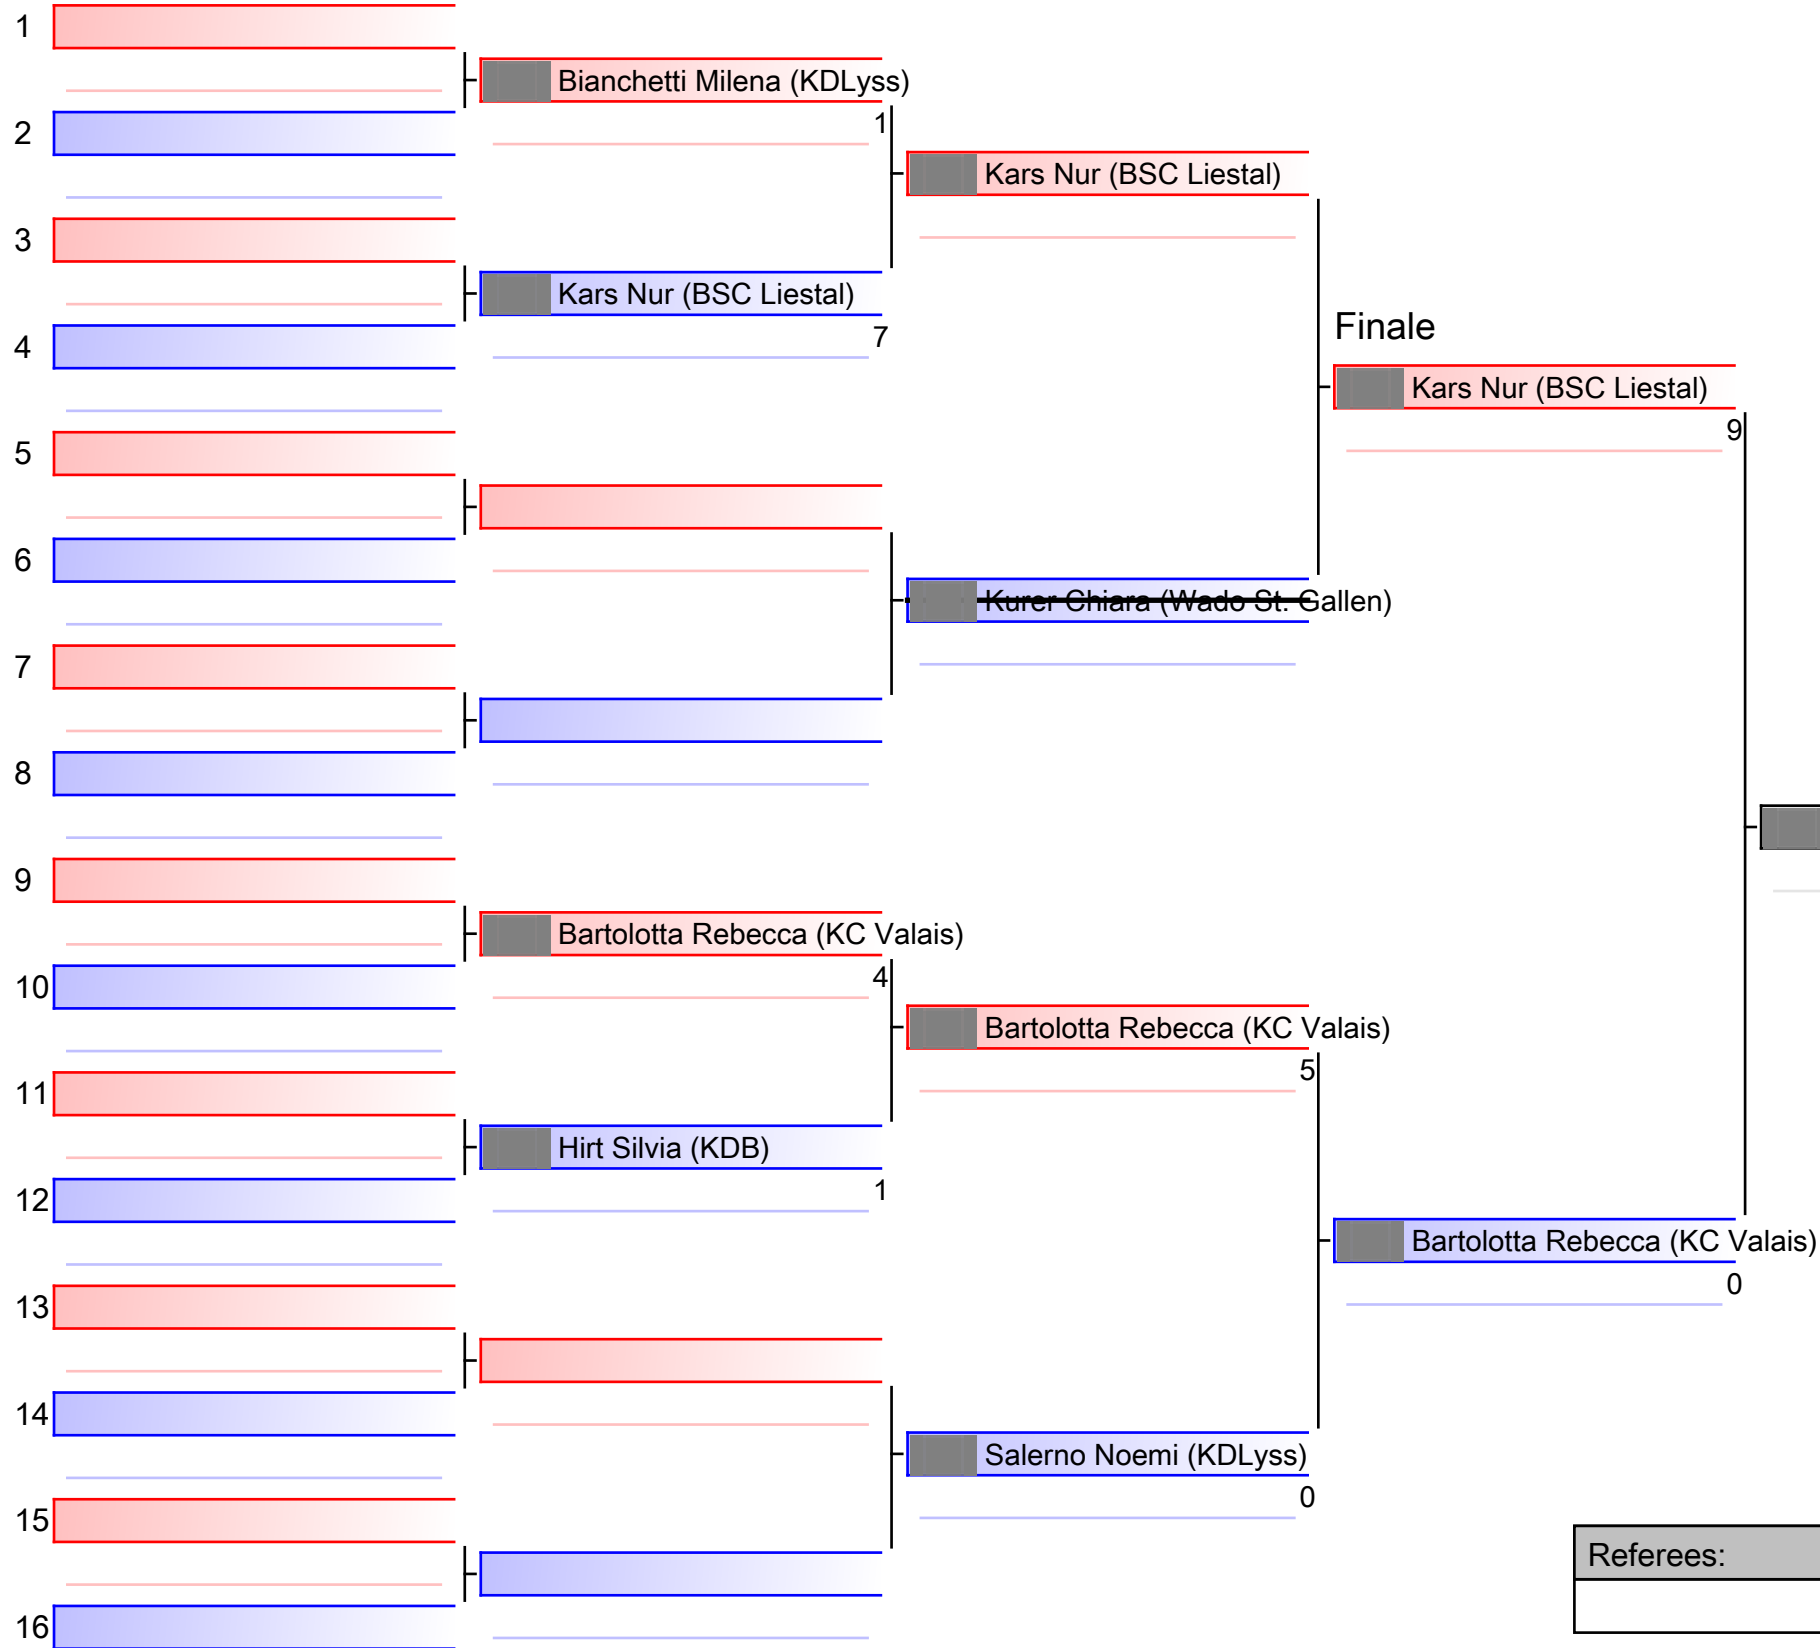 1
Bianchetti Milena (KDLyss)
1
2
Kars Nur (BSC Liestal)
3
Kars Nur (BSC Liestal)
7
4
Finale
Kars Nur (BSC Liestal)
9
5
6
Kurer Chiara (Wado St. Gallen)
7
8
9
Bartolotta Rebecca (KC Valais)
4
10
Bartolotta Rebecca (KC Valais)
5
11
Hirt Silvia (KDB)
1
12
Bartolotta Rebecca (KC Valais)
0
13
14
Salerno Noemi (KDLyss)
0
15
Referees:
16